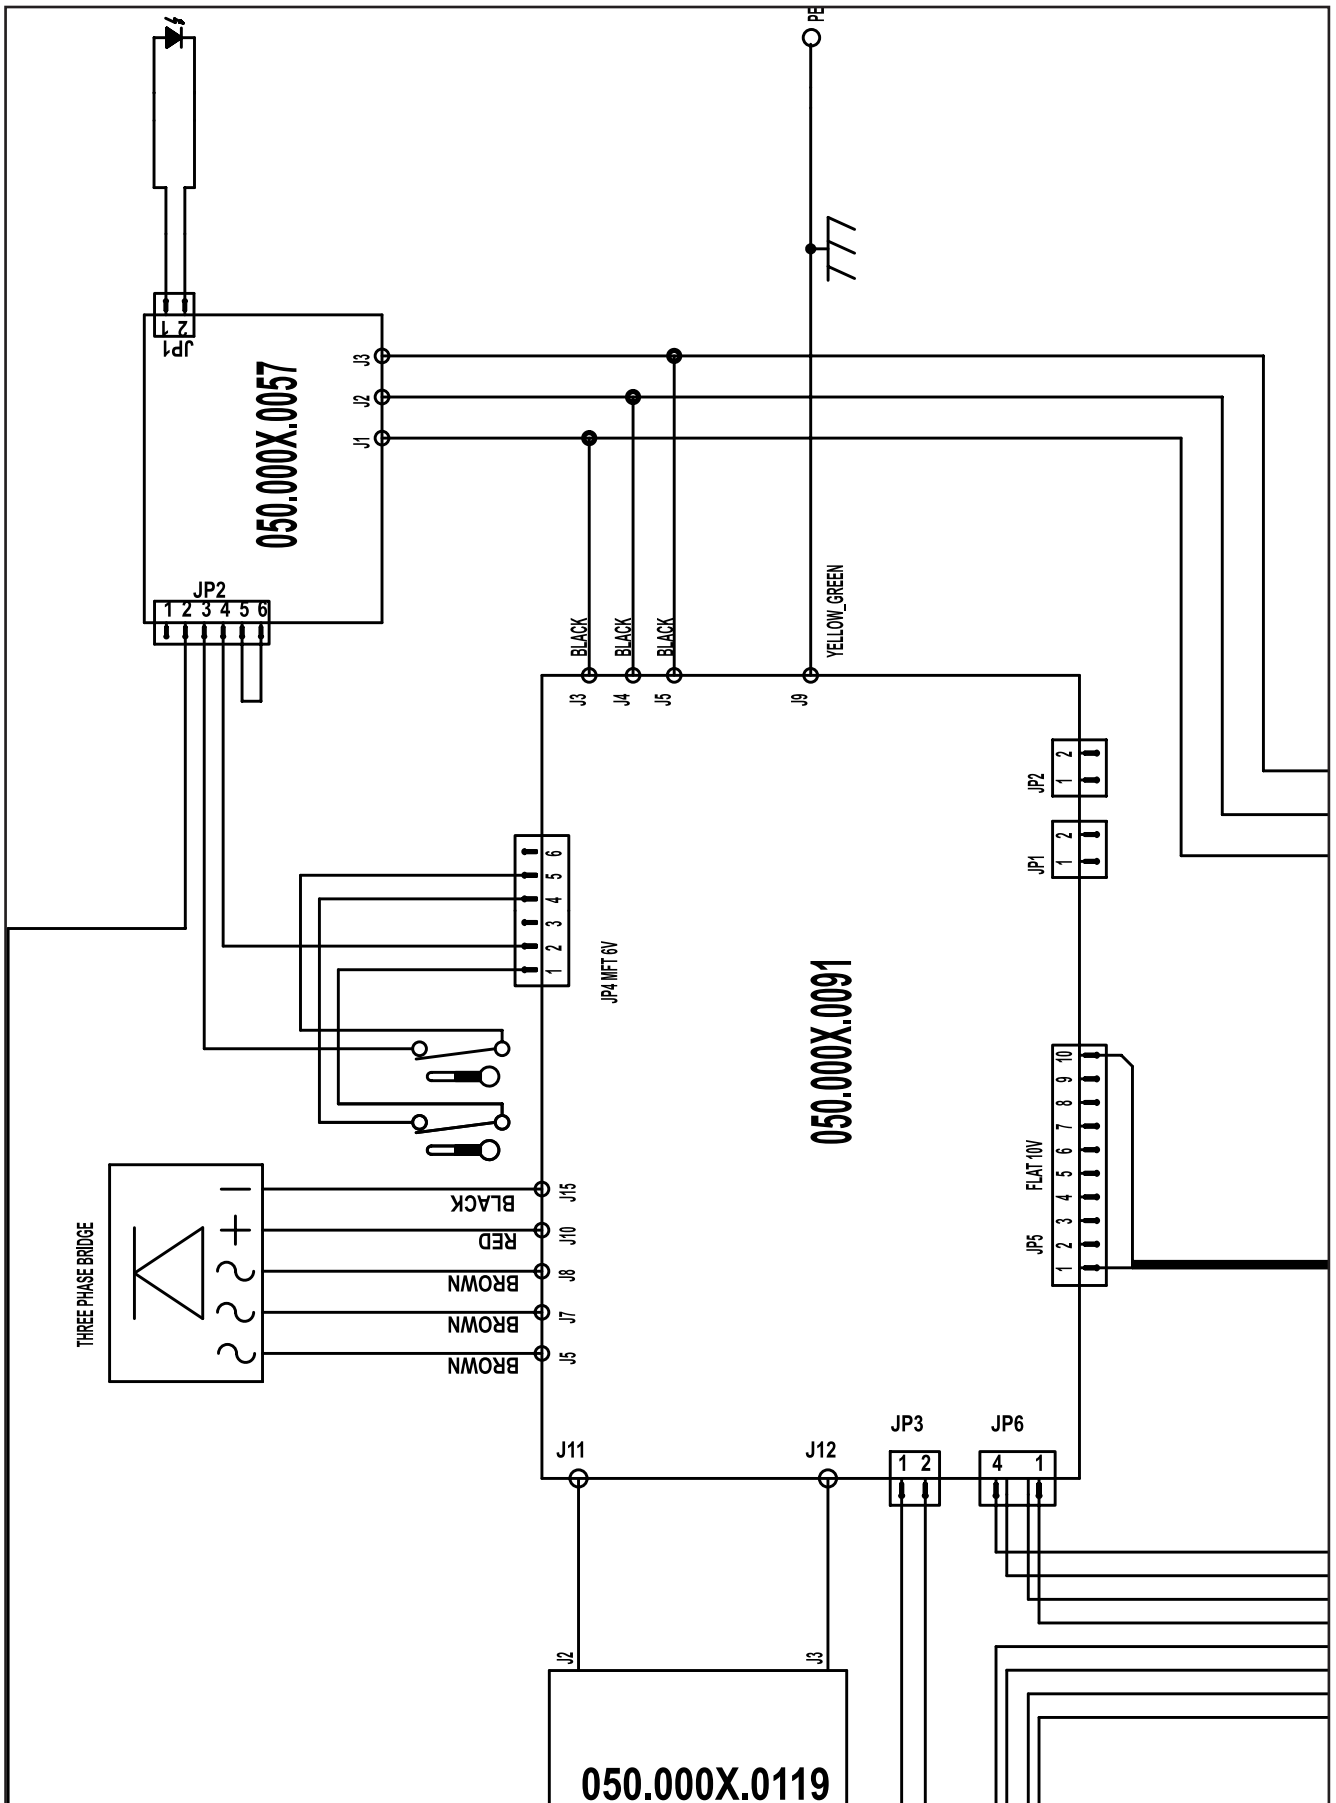 PE
1 2
JP1
050.000X.0057
J3
J2
J1
JP2
1 2 3 4 5 6
BLACK
BLACK
BLACK
YELLOW_GREEN
J3
J4
J5
J9
JP2
1 2
JP1
1 2
6
5
4
3
2
1
JP4 MFT 6V
050.000X.0091
10
9
8
7
6
5
4
3
2
1
FLAT 10V
JP5
THREE PHASE BRIDGE
BLACK
J15
RED
J10
BROWN
J8
BROWN
J7
BROWN
J5
J11
J12
JP3
1 2
JP6
4 1
J2
J3
050.000X.0119